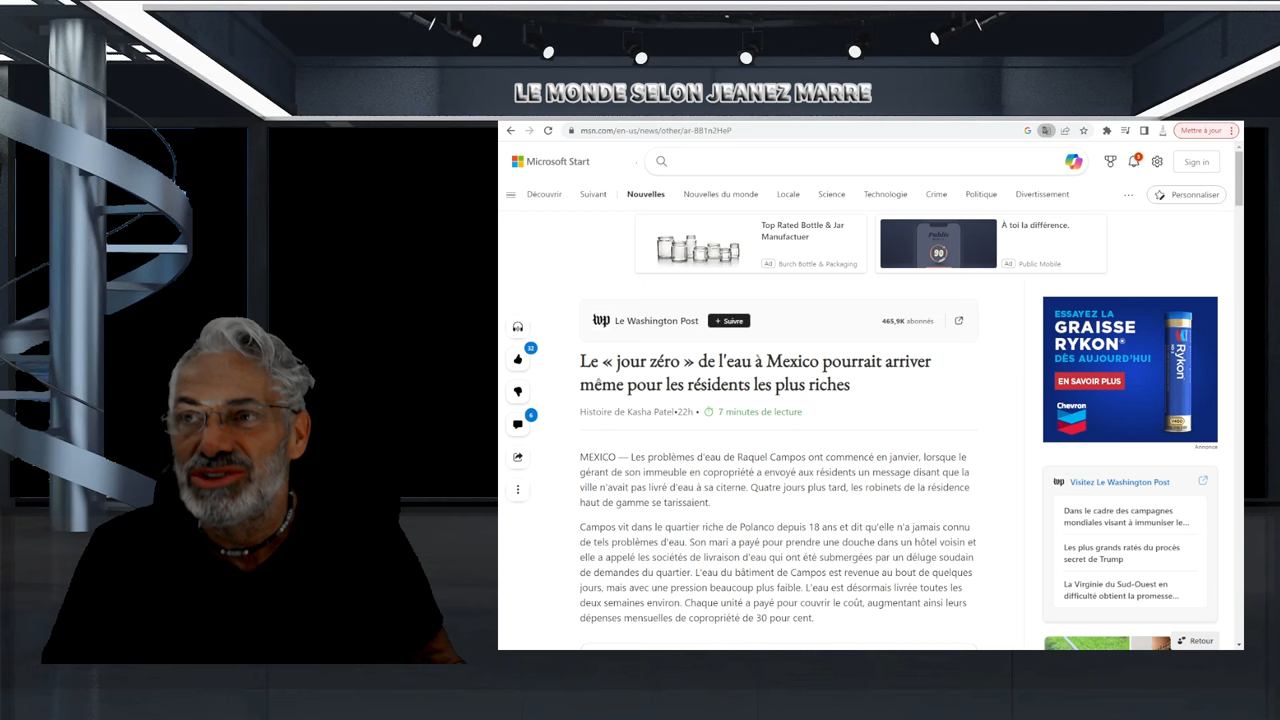 LE MONDE SELON JEANEZ MARRE
msn.com/en-us/news/other/ar-BB1n2HeP
Mettre à jour
Microsoft Start
3
Sign in
Découvrir Suivant Nouvelles Nouvelles du monde Locale Science Technologie Crime Politique Divertissement
Personnaliser
Top Rated Bottle & Jar
Manufactuer
Ad Burch Bottle & Packaging
Public
90
À toi la différence.
Ad Public Mobile
wp Le Washington Post + Suivre 465,9K abonnés
32
6
Le « jour zéro » de l'eau à Mexico pourrait arriver
même pour les résidents les plus riches
Histoire de Kasha Patel•22h • 7 minutes de lecture
MEXICO — Les problèmes d'eau de Raquel Campos ont commencé en janvier, lorsque le
gérant de son immeuble en copropriété a envoyé aux résidents un message disant que la
ville n'avait pas livré d'eau à sa citerne. Quatre jours plus tard, les robinets de la résidence
haut de gamme se tarissaient.
Campos vit dans le quartier riche de Polanco depuis 18 ans et dit qu'elle n'a jamais connu
de tels problèmes d'eau. Son mari a payé pour prendre une douche dans un hôtel voisin et
elle a appelé les sociétés de livraison d'eau qui ont été submergées par un déluge soudain
de demandes du quartier. L'eau du bâtiment de Campos est revenue au bout de quelques
jours, mais avec une pression beaucoup plus faible. L'eau est désormais livrée toutes les
deux semaines environ. Chaque unité a payé pour couvrir le coût, augmentant ainsi leurs
dépenses mensuelles de copropriété de 30 pour cent.
ESSAYEZ LA
GRAISSE
RYKON®
DÈS AUJOURD'HUI
EN SAVOIR PLUS
Chevron
Rykon
Annonce
wp Visitez Le Washington Post
Dans le cadre des campagnes
mondiales visant à immuniser le...
Les plus grands ratés du procès
secret de Trump
La Virginie du Sud-Ouest en
difficulté obtient la promesse...
Retour